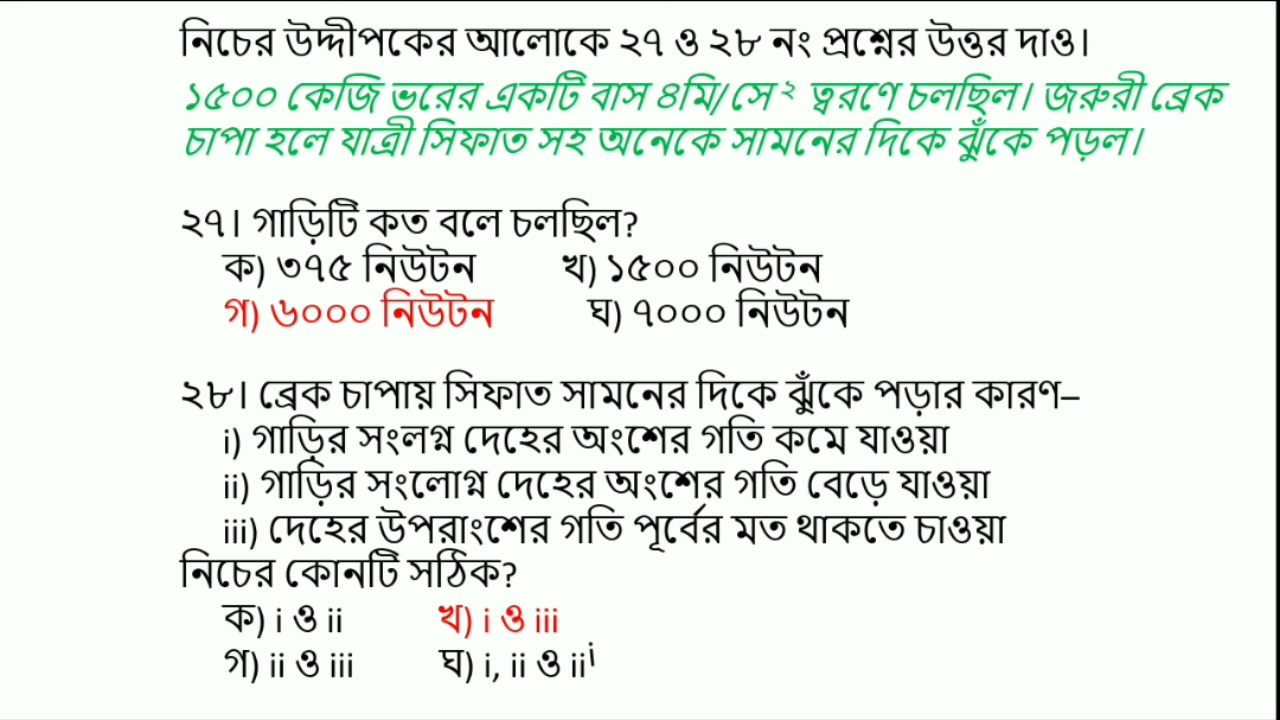 নিচের উদ্দীপকের আলোকে ২৭ ও ২৮ নং প্রশ্নের উত্তর দাও।
১৫০০ কেজি ভরের একটি বাস ৪মি/সে² ত্বরণে চলছিল। জরুরী ব্রেক
চাপা হলে যাত্রী সিফাত সহ অনেকে সামনের দিকে ঝুঁকে পড়ল।
২৭। গাড়িটি কত বলে চলছিল?
ক) ৩৭৫ নিউটন খ) ১৫০০ নিউটন
গ) ৬০০০ নিউটন ঘ) ৭০০০ নিউটন
২৮। ব্রেক চাপায় সিফাত সামনের দিকে ঝুঁকে পড়ার কারণ–
i) গাড়ির সংলগ্ন দেহের অংশের গতি কমে যাওয়া
ii) গাড়ির সংলোগ্ন দেহের অংশের গতি বেড়ে যাওয়া
iii) দেহের উপরাংশের গতি পূর্বের মত থাকতে চাওয়া
নিচের কোনটি সঠিক?
ক) i ও ii খ) i ও iii
গ) ii ও iii ঘ) i, ii ও iii